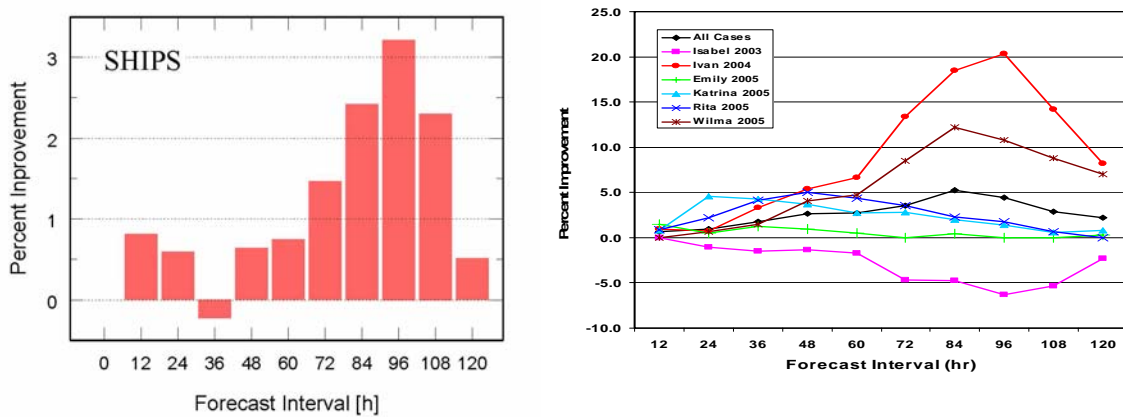 SHIPS
Percent Inprovement
3
2
1
0
0 12 24 36 48 60 72 84 96 108 120
Forecast Interval [h]
Percent Improvement
25.0
20.0
15.0
10.0
5.0
0.0
-5.0
-10.0
All Cases
Isabel 2003
Ivan 2004
Emily 2005
Katrina 2005
Rita 2005
Wilma 2005
12 24 36 48 60 72 84 96 108 120
Forecast Interval (hr)